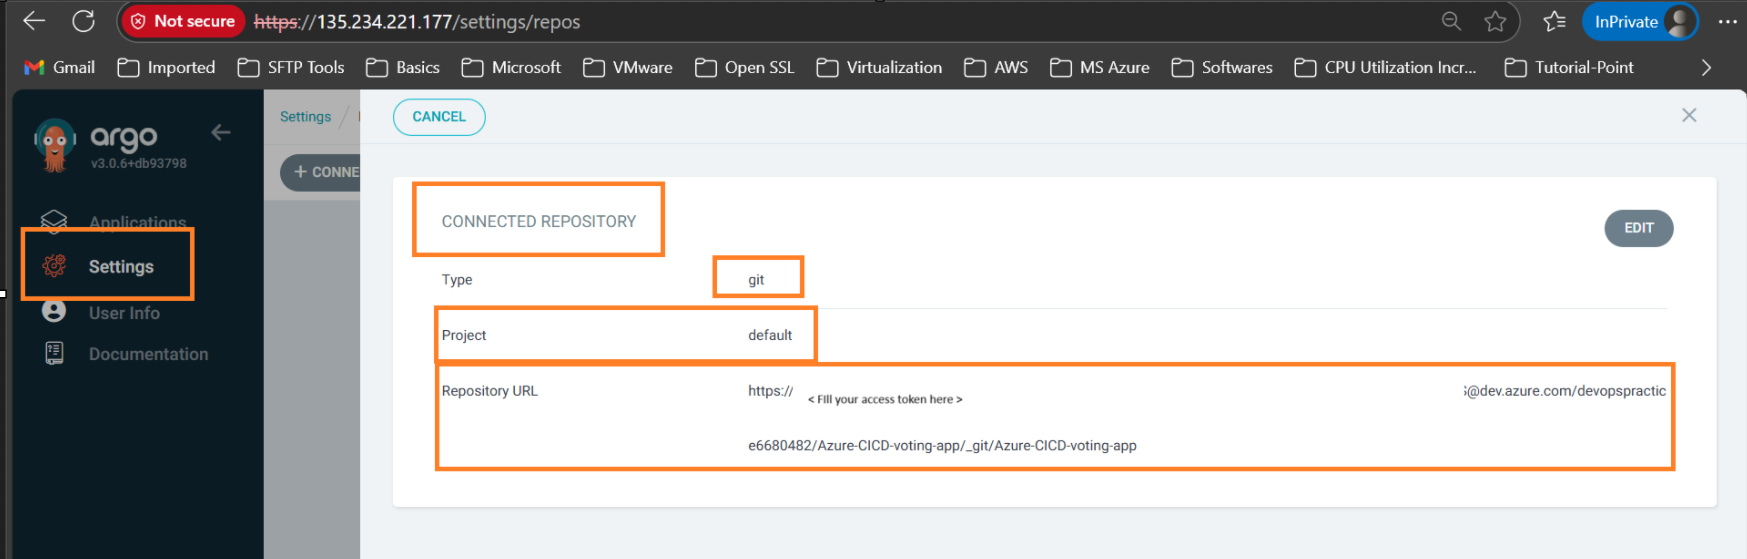 Not secure https://135.234.221.177/settings/repos InPrivate
Gmail Imported SFTP Tools Basics Microsoft VMware Open SSL Virtualization AWS MS Azure Softwares CPU Utilization Incr... Tutorial-Point
argo
v3.0.6+db93798
Applications
Settings
User Info
Documentation
Settings /
+ CONNE
CANCEL
CONNECTED REPOSITORY
EDIT
Type git
Project default
Repository URL https:// < FIll your access token here > @dev.azure.com/devopspractic
e6680482/Azure-CICD-voting-app/_git/Azure-CICD-voting-app